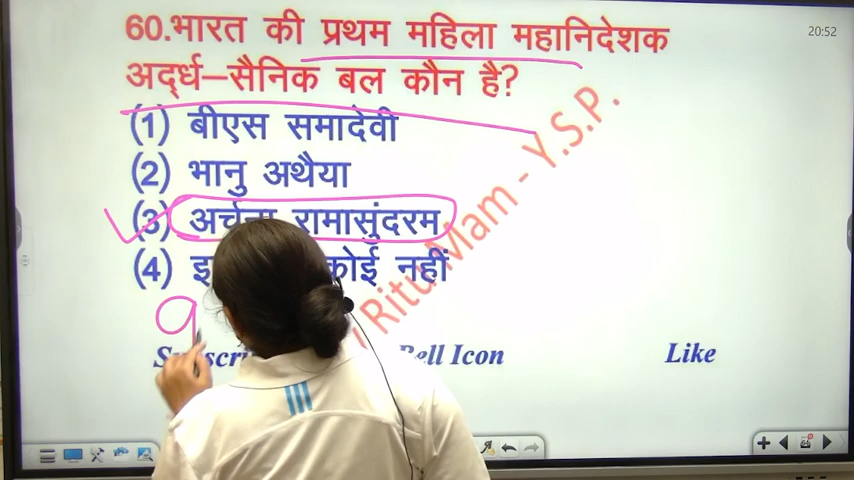 60.भारत की प्रथम महिला महानिदेशक
अर्द्ध–सैनिक बल कौन है?
(1) बीएस समादेवी
(2) भानु अथैया
(3) अर्चना रामासुंदरम
(4) कोई नहीं
9
Bell Icon Like
Ritu Mam - Y.S.P.
20:52